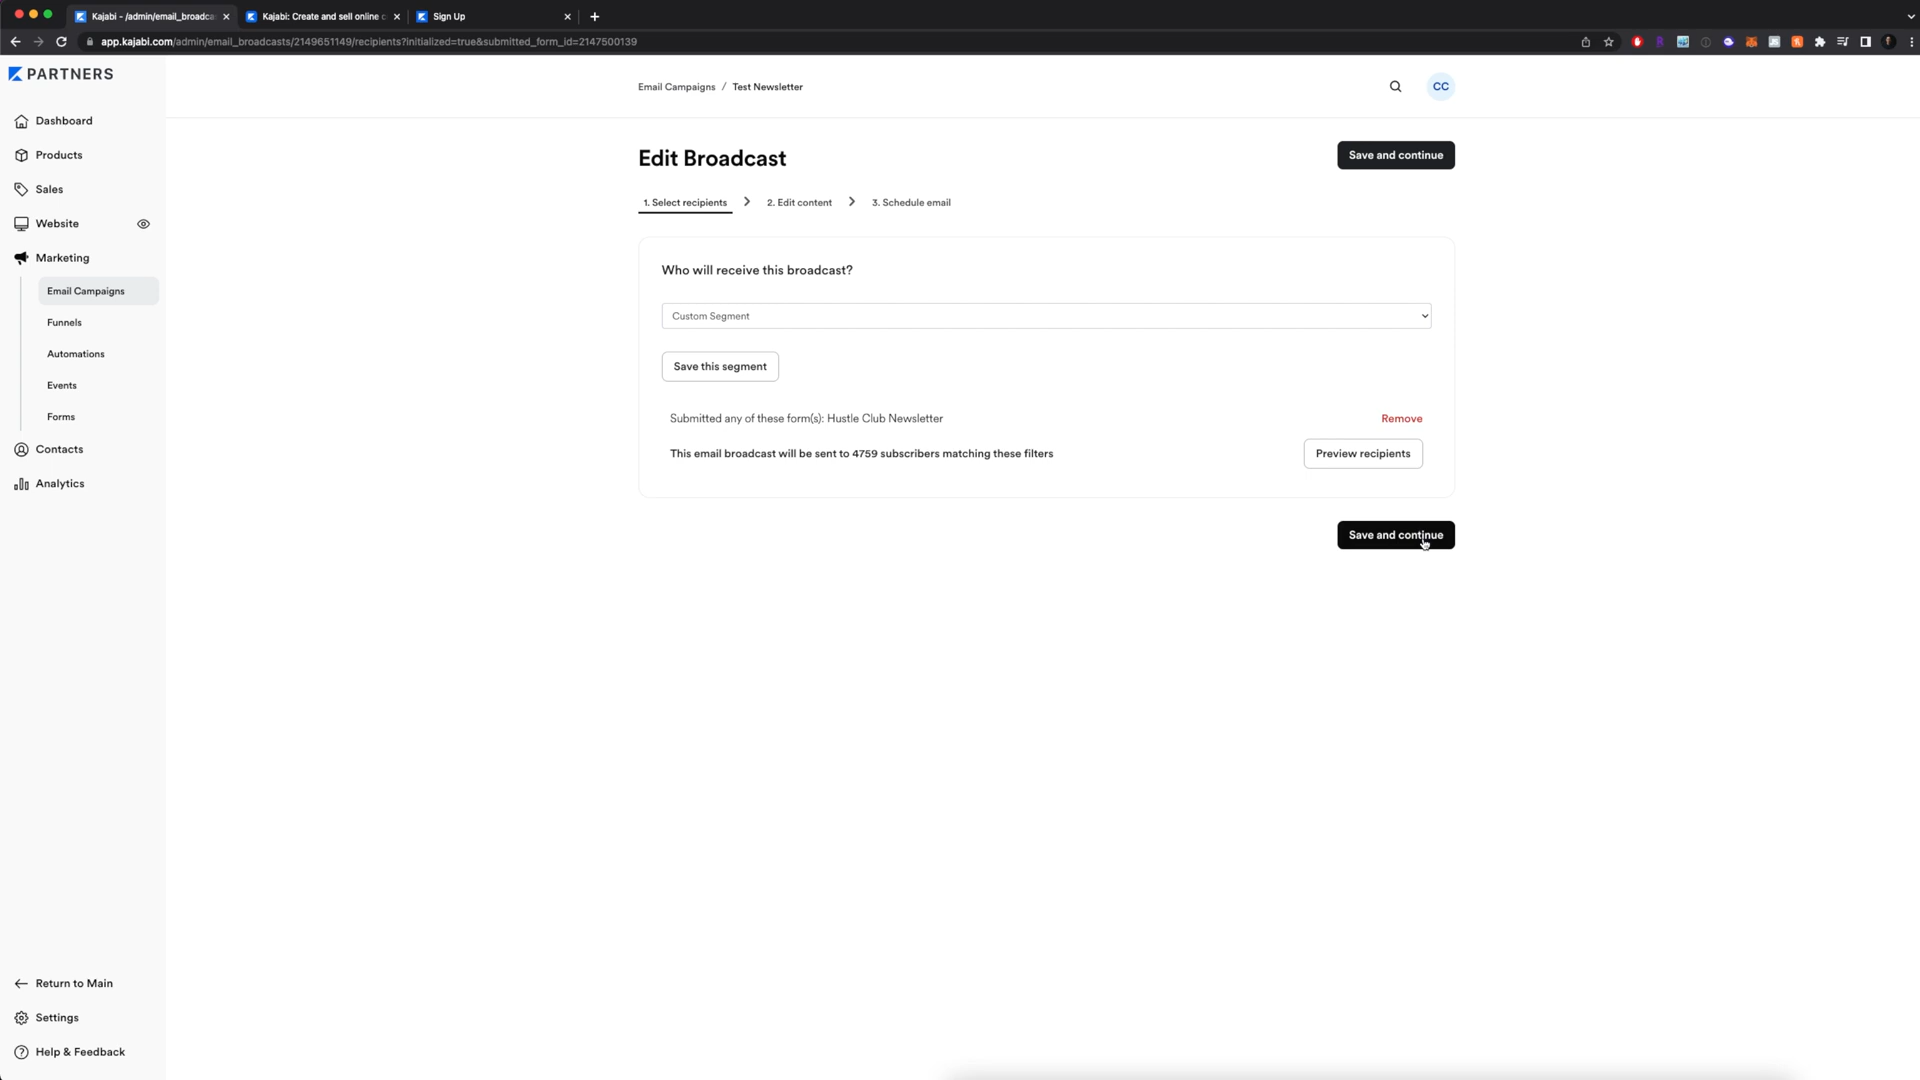 Kajabi - /admin/email_broadca
Kajabi: Create and sell online c
Sign Up
app.kajabi.com/admin/email_broadcasts/2149651149/recipients?initialized=true&submitted_form_id=2147500139
PARTNERS
Email Campaigns / Test Newsletter
CC
Dashboard
Products
Sales
Website
Marketing
Email Campaigns
Funnels
Automations
Events
Forms
Contacts
Analytics
Edit Broadcast
Save and continue
1. Select recipients
2. Edit content
3. Schedule email
Who will receive this broadcast?
Custom Segment
Save this segment
Submitted any of these form(s): Hustle Club Newsletter
Remove
This email broadcast will be sent to 4759 subscribers matching these filters
Preview recipients
Save and continue
Return to Main
Settings
Help & Feedback